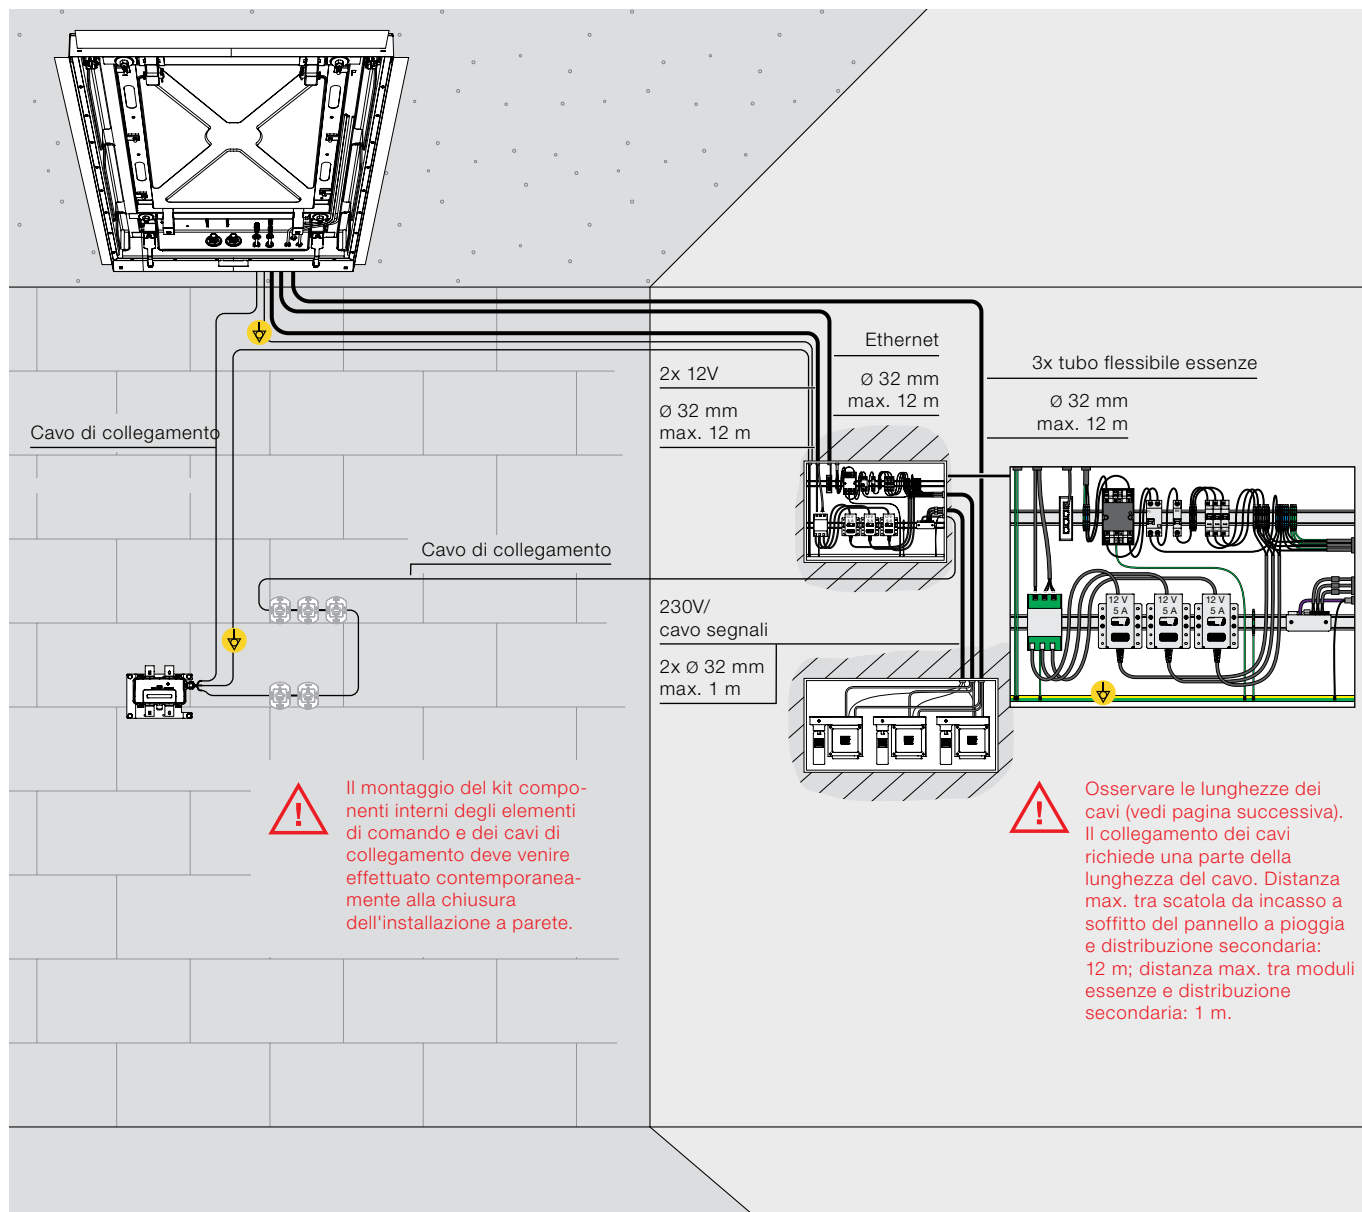 Ethernet
Ø 32 mm
max. 12 m
3x tubo flessibile essenze
Ø 32 mm
max. 12 m
2x 12V
Ø 32 mm
max. 12 m
Cavo di collegamento
Cavo di collegamento
230V/
cavo segnali
2x Ø 32 mm
max. 1 m
12 V
5 A
12 V
5 A
12 V
5 A
Il montaggio del kit compo-
nenti interni degli elementi
di comando e dei cavi di
collegamento deve venire
effettuato contemporanea-
mente alla chiusura
dell'installazione a parete.
Osservare le lunghezze dei
cavi (vedi pagina successiva).
Il collegamento dei cavi
richiede una parte della
lunghezza del cavo. Distanza
max. tra scatola da incasso a
soffitto del pannello a pioggia
e distribuzione secondaria:
12 m; distanza max. tra moduli
essenze e distribuzione
secondaria: 1 m.